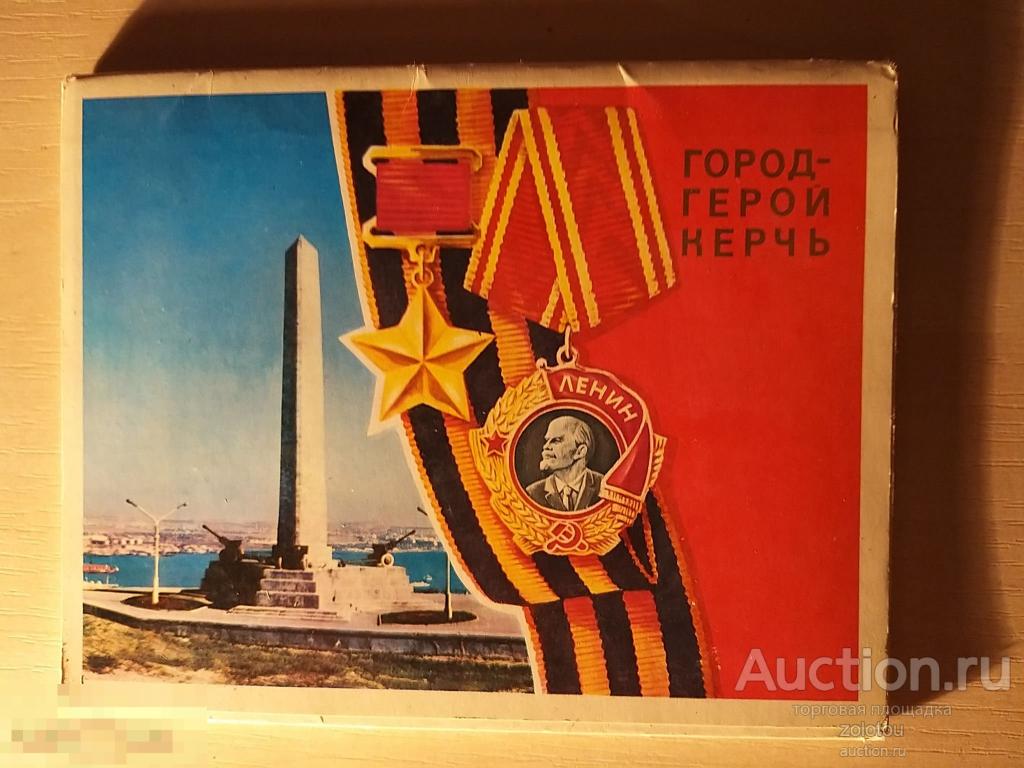 ГОРОД-
ГЕРОЙ
КЕРЧЬ
ЛЕНИН
Auction.ru
торговая площадка
zolotou
auction.ru